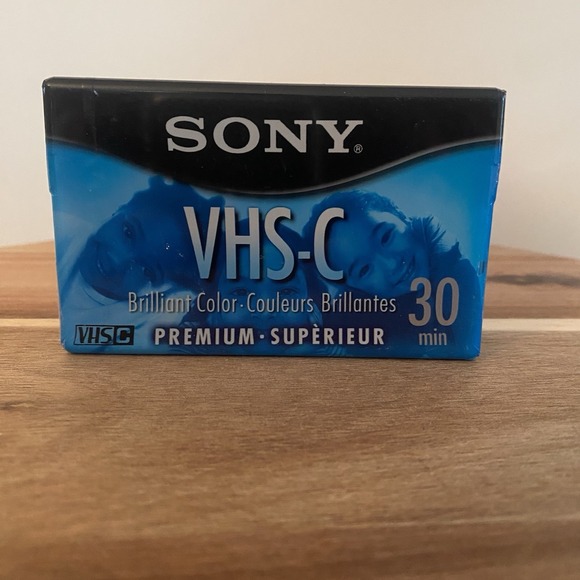 SONY®
VHS-C
Brilliant Color · Couleurs Brillantes
30
min
VHS C
PREMIUM · SUPÈRIEUR